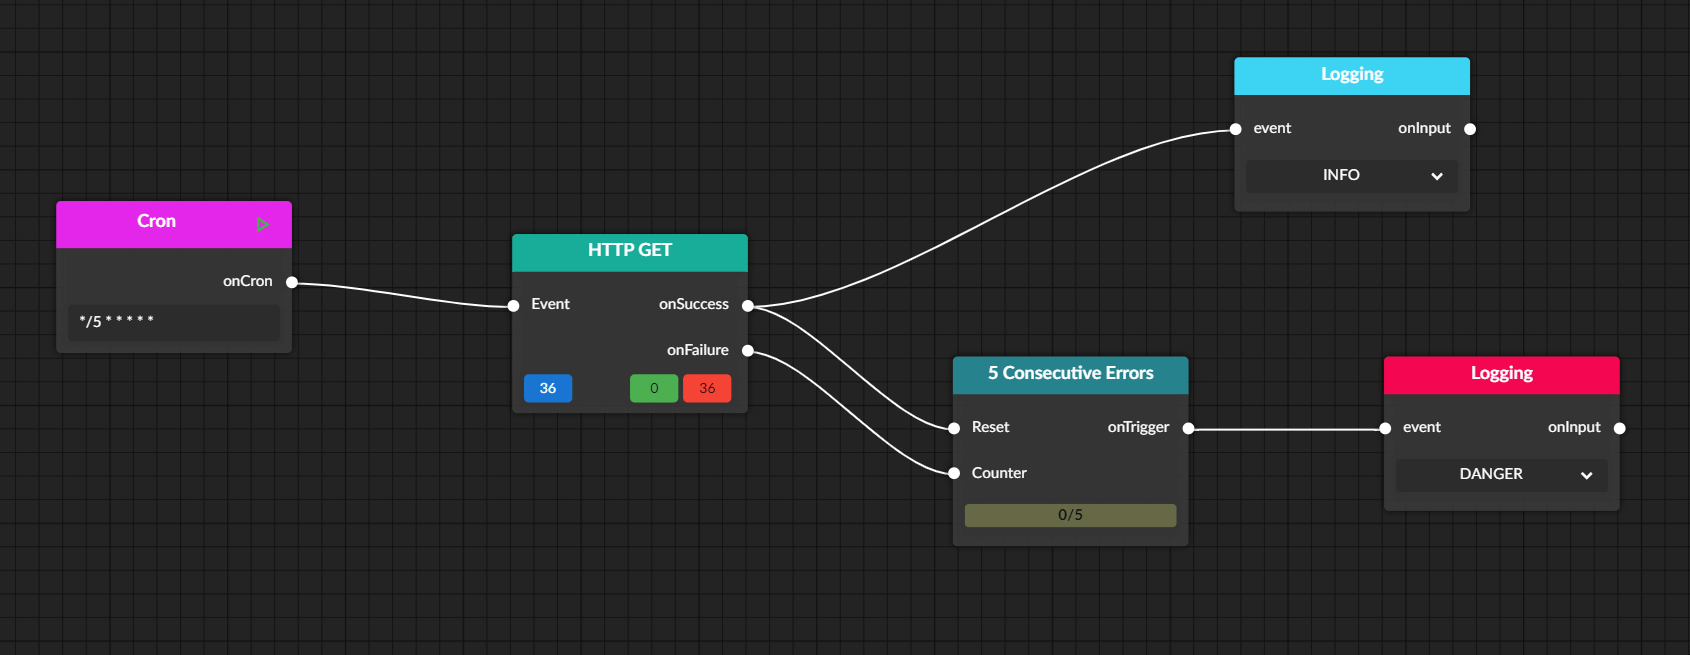 Logging
event onInput
INFO
Cron
onCron
*/5 * * * * *
HTTP GET
Event onSuccess
onFailure
36 0 36
5 Consecutive Errors
Reset onTrigger
Counter
0/5
Logging
event onInput
DANGER